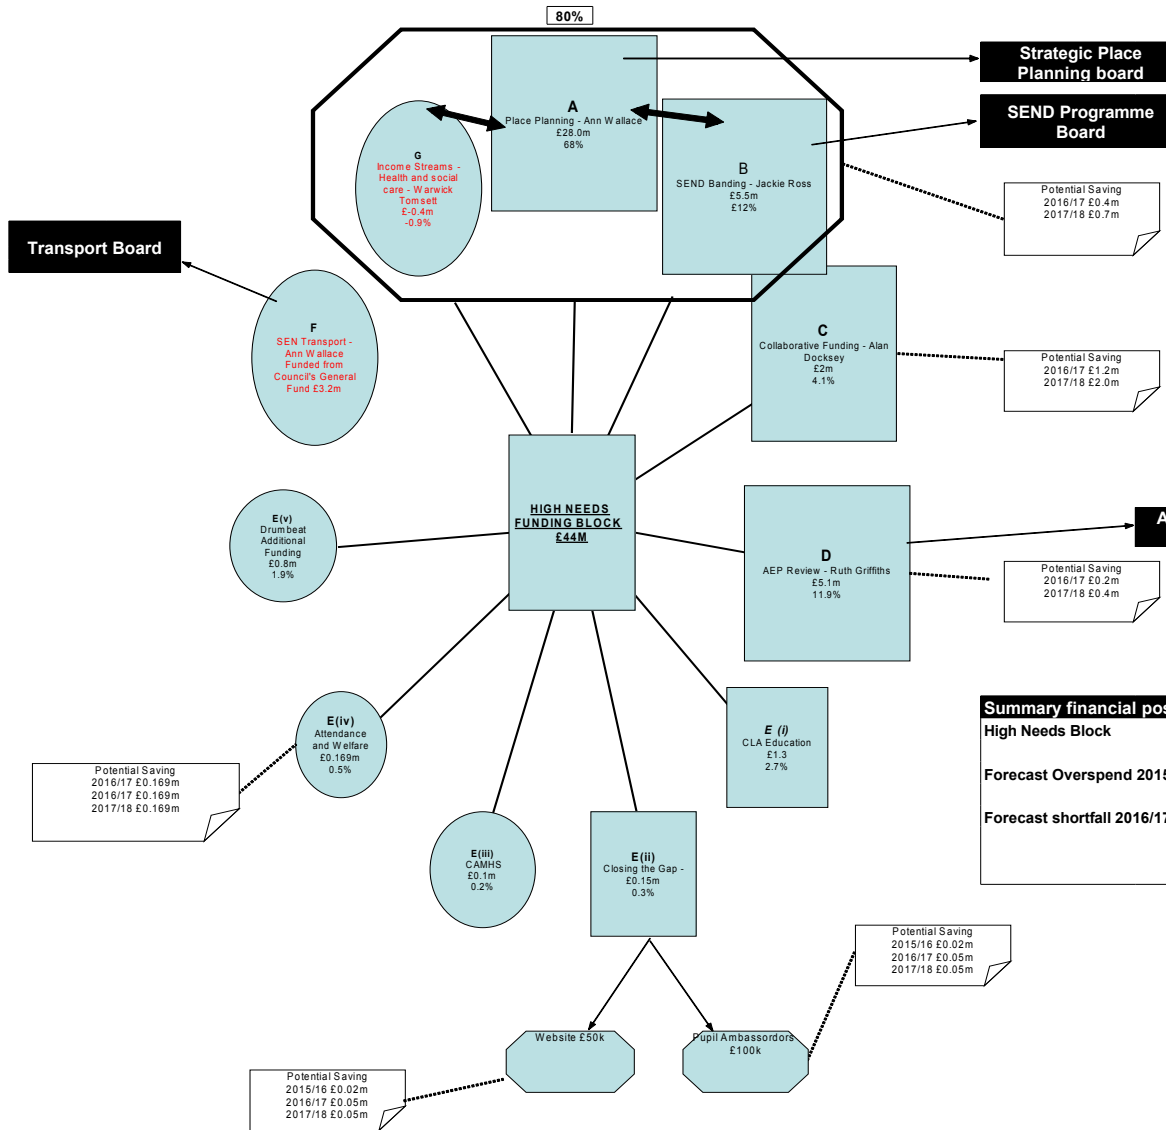 80%
Strategic Place
Planning board
A
Place Planning - Ann Wallace
£28.0m
68%
SEND Programme
Board
G
Income Streams -
Health and social
care - Warwick
Tomsett
£-0.4m
-0.9%
B
SEND Banding - Jackie Ross
£5.5m
£12%
Potential Saving
2016/17 £0.4m
2017/18 £0.7m
Transport Board
F
SEN Transport -
Ann Wallace
Funded from
Council's General
Fund £3.2m
C
Collaborative Funding - Alan
Docksey
£2m
4.1%
Potential Saving
2016/17 £1.2m
2017/18 £2.0m
HIGH NEEDS
FUNDING BLOCK
£44M
E(v)
Drumbeat
Additional
Funding
£0.8m
1.9%
D
AEP Review - Ruth Griffiths
£5.1m
11.9%
A
Potential Saving
2016/17 £0.2m
2017/18 £0.4m
E(iv)
Attendance
and Welfare
£0.169m
0.5%
E (i)
CLA Education
£1.3
2.7%
Summary financial pos
High Needs Block
Forecast Overspend 2015
Forecast shortfall 2016/17
Potential Saving
2016/17 £0.169m
2016/17 £0.169m
2017/18 £0.169m
E(iii)
CAMHS
£0.1m
0.2%
E(ii)
Closing the Gap -
£0.15m
0.3%
Potential Saving
2015/16 £0.02m
2016/17 £0.05m
2017/18 £0.05m
Website £50k
Pupil Ambassordors
£100k
Potential Saving
2015/16 £0.02m
2016/17 £0.05m
2017/18 £0.05m